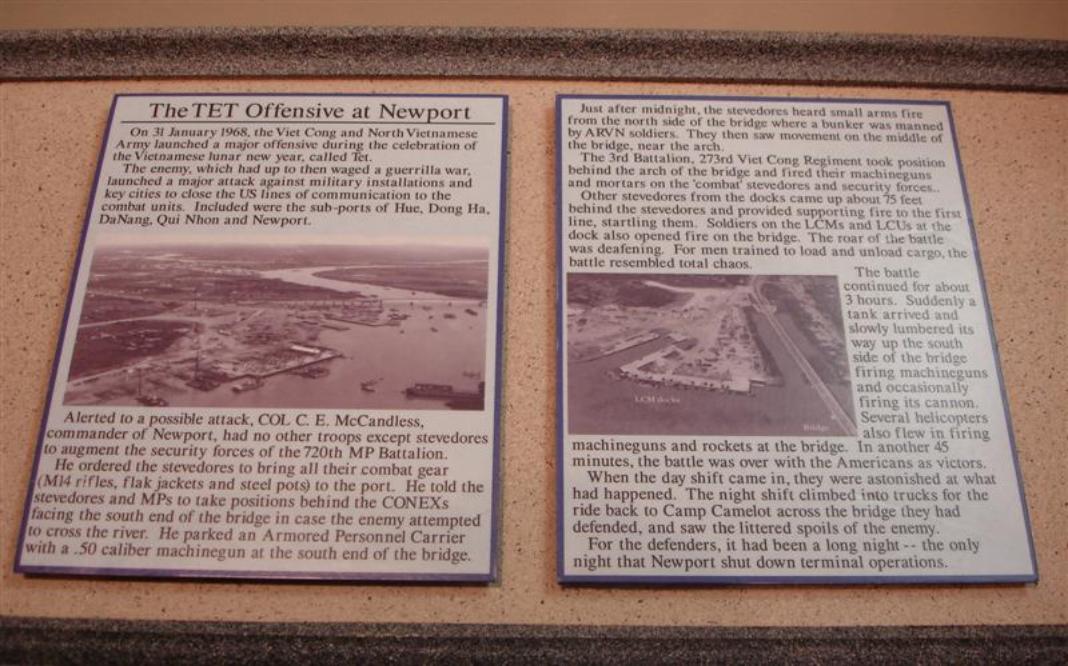 The TET Offensive at Newport
On 31 January 1968, the Viet Cong and North Vietnamese
Army launched a major offensive during the celebration of
the Vietnamese lunar new year, called Tet.
The enemy, which had up to then waged a guerrilla war,
launched a major attack against military installations and
key cities to close the US lines of communication to the
combat units. Included were the sub-ports of Hue, Dong Ha,
DaNang, Qui Nhon and Newport.
Alerted to a possible attack, COL C. E. McCandless,
commander of Newport, had no other troops except stevedores
to augment the security forces of the 720th MP Battalion.
He ordered the stevedores to bring all their combat gear
(M14 rifles, flak jackets and steel pots) to the port. He told the
stevedores and MPs to take positions behind the CONEXs
facing the south end of the bridge in case the enemy attempted
to cross the river. He parked an Armored Personnel Carrier
with a .50 caliber machinegun at the south end of the bridge.
Just after midnight, the stevedores heard small arms fire
from the north side of the bridge where a bunker was manned
by ARVN soldiers. They then saw movement on the middle of
the bridge, near the arch.
The 3rd Battalion, 273rd Viet Cong Regiment took position
behind the arch of the bridge and fired their machineguns
and mortars on the 'combat' stevedores and security forces..
Other stevedores from the docks came up about 75 feet
behind the stevedores and provided supporting fire to the first
line, startling them. Soldiers on the LCMs and LCUs at the
dock also opened fire on the bridge. The roar of the battle
was deafening. For men trained to load and unload cargo, the
battle resembled total chaos.
The battle
continued for about
3 hours. Suddenly a
tank arrived and
slowly lumbered its
way up the south
side of the bridge
firing machineguns
and occasionally
firing its cannon.
Several helicopters
also flew in firing
LCM docks
Bridge
machineguns and rockets at the bridge. In another 45
minutes, the battle was over with the Americans as victors.
When the day shift came in, they were astonished at what
had happened. The night shift climbed into trucks for the
ride back to Camp Camelot across the bridge they had
defended, and saw the littered spoils of the enemy.
For the defenders, it had been a long night -- the only
night that Newport shut down terminal operations.